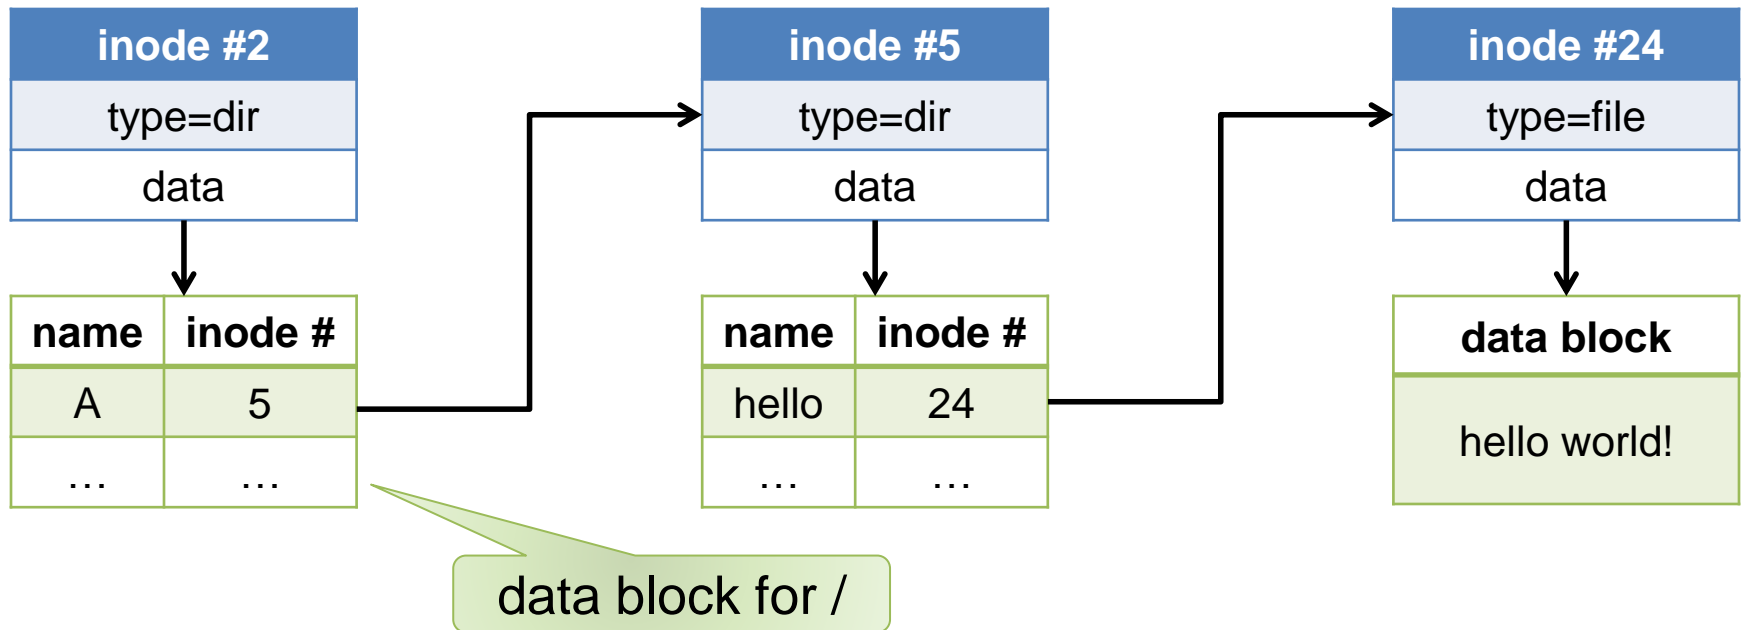 inode #2
type=dir
data
name inode #
A 5
… …
inode #5
type=dir
data
name inode #
hello 24
… …
inode #24
type=file
data
data block
hello world!
data block for /